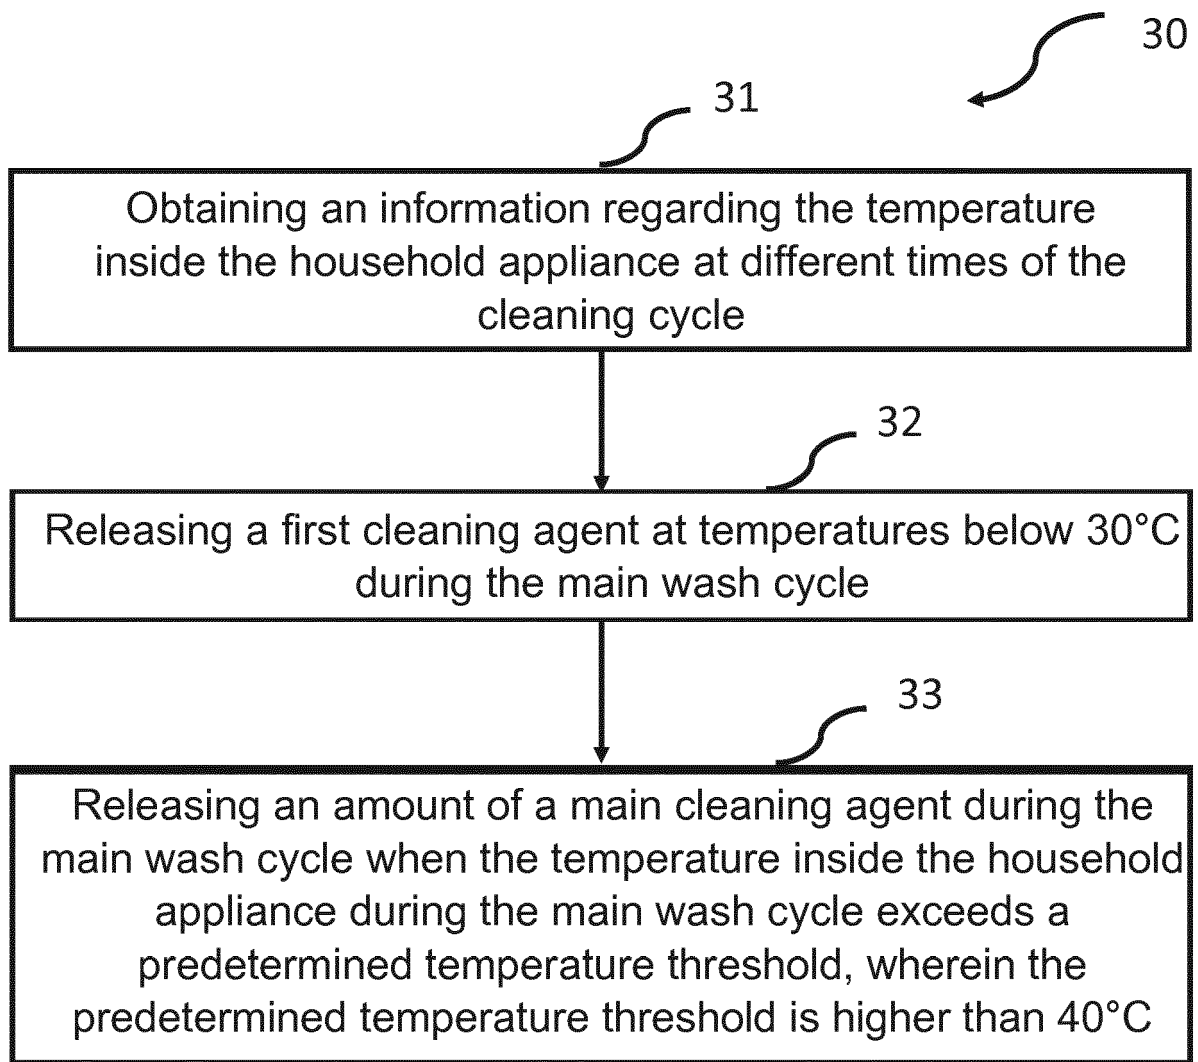 30
31
Obtaining an information regarding the temperature
inside the household appliance at different times of the
cleaning cycle
32
Releasing a first cleaning agent at temperatures below 30°C
during the main wash cycle
33
Releasing an amount of a main cleaning agent during the
main wash cycle when the temperature inside the household
appliance during the main wash cycle exceeds a
predetermined temperature threshold, wherein the
predetermined temperature threshold is higher than 40°C